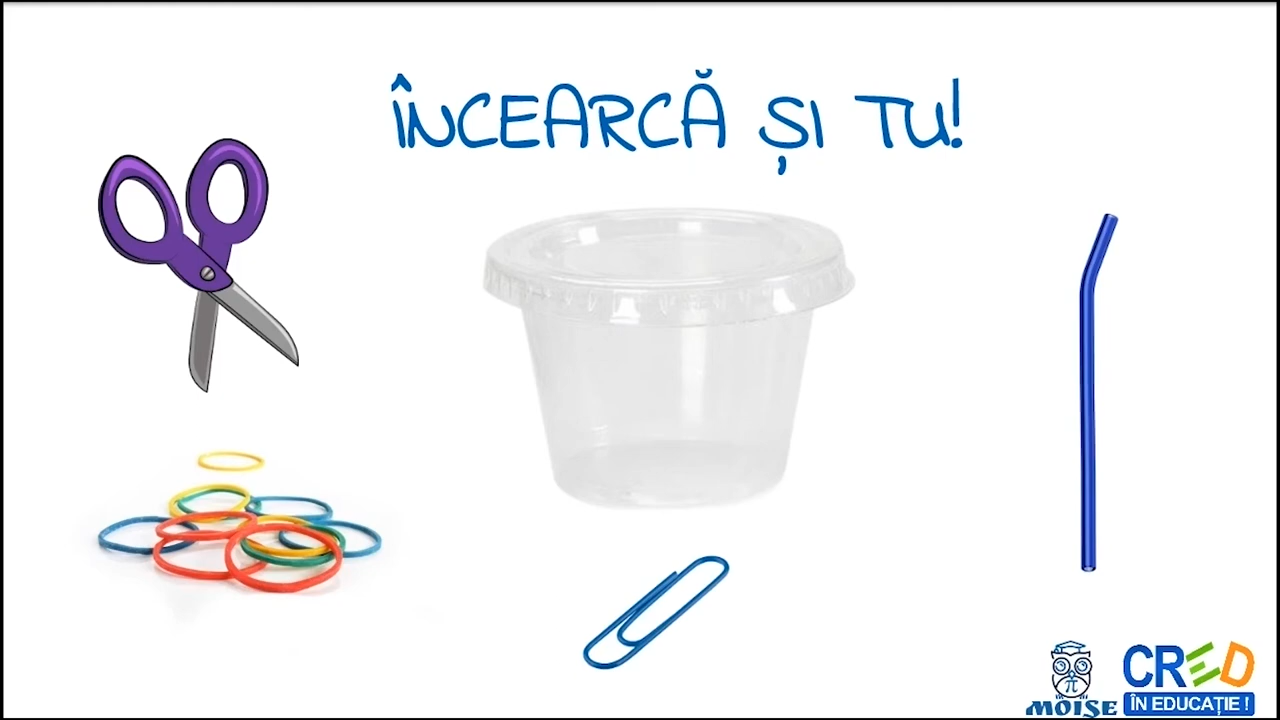 ÎNCEARCĂ ȘI TU!
π
MOISE
CRED
ÎN EDUCAȚIE !